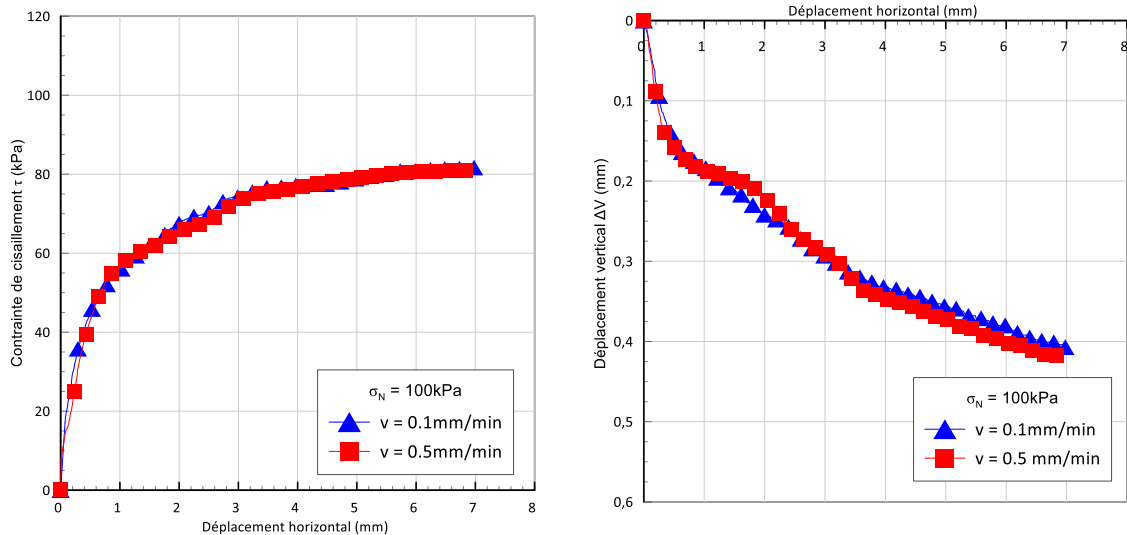 120
100
80
60
40
20
0
Contrainte de cisaillement τ (kPa)
0 1 2 3 4 5 6 7 8
Déplacement horizontal (mm)
σN = 100kPa
v = 0.1mm/min
v = 0.5mm/min
Déplacement horizontal (mm)
0 1 2 3 4 5 6 7 8
0
0,1
0,2
0,3
0,4
0,5
0,6
Déplacement vertical ΔV (mm)
σN = 100kPa
v = 0.1mm/min
v = 0.5 mm/min